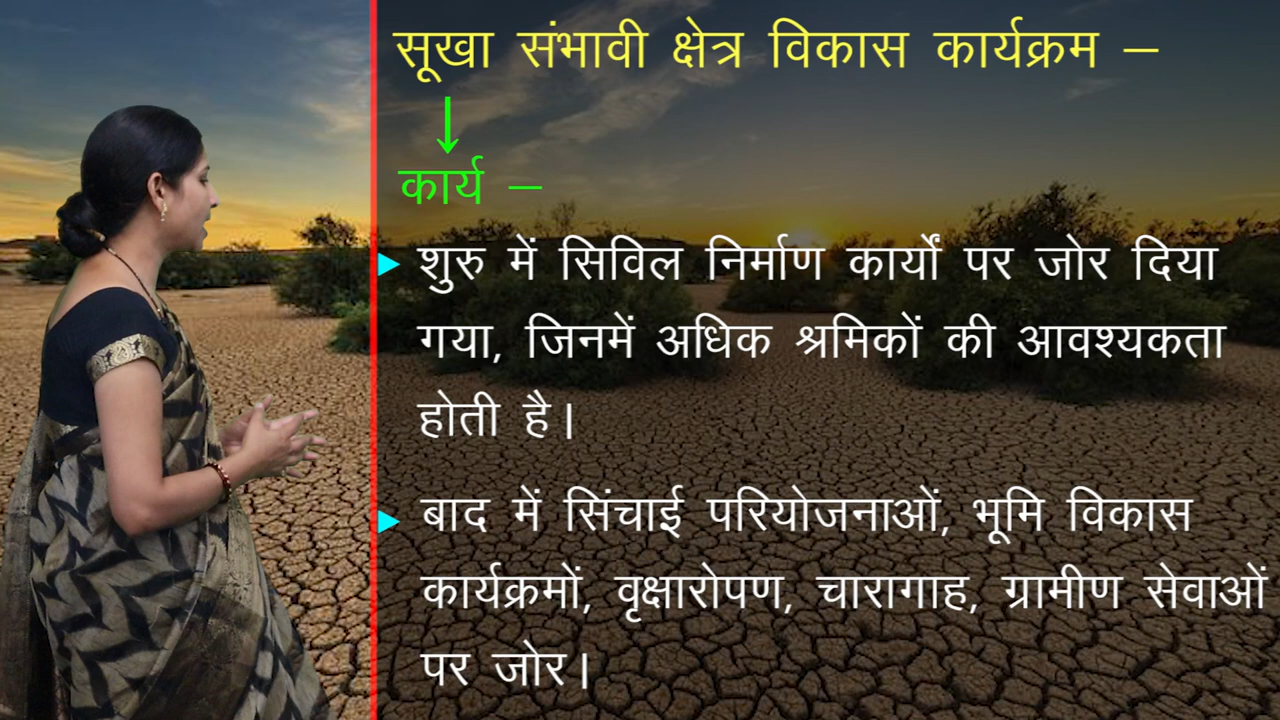 सूखा संभावी क्षेत्र विकास कार्यक्रम –
कार्य –
शुरु में सिविल निर्माण कार्यों पर जोर दिया
गया, जिनमें अधिक श्रमिकों की आवश्यकता
होती है।
बाद में सिंचाई परियोजनाओं, भूमि विकास
कार्यक्रमों, वृक्षारोपण, चारागाह, ग्रामीण सेवाओं
पर जोर।